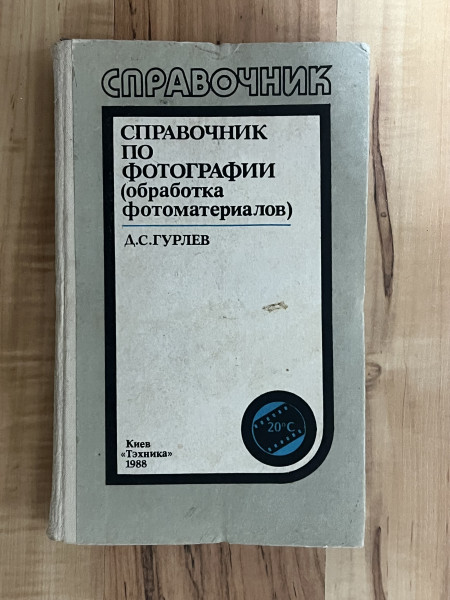 СПРАВОЧНИК
СПРАВОЧНИК
ПО
ФОТОГРАФИИ
(обработка
фотоматериалов)
Д.С.ГУРЛЕВ
20°C
Киев
«Тэхника»
1988